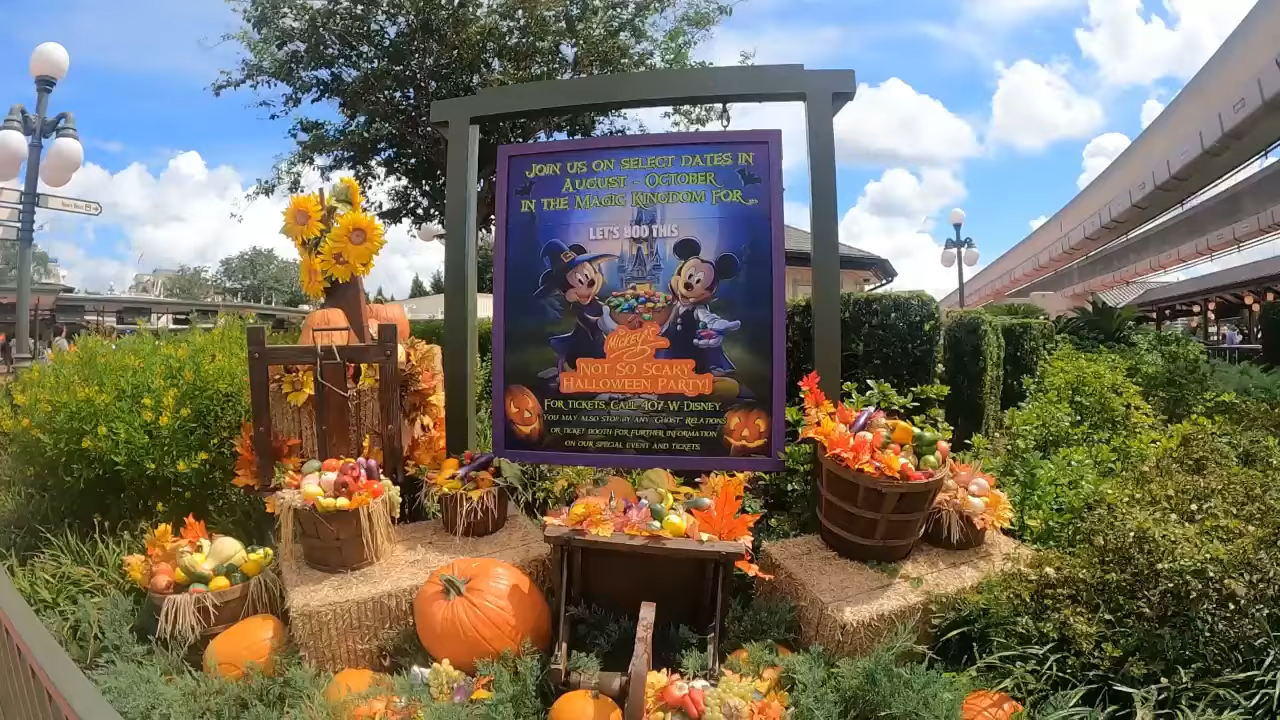 JOIN US ON SELECT DATES IN
AUGUST - OCTOBER
IN THE MAGIC KINGDOM FOR...
LET'S BOO THIS
MICKEY'S
NOT SO SCARY
HALLOWEEN PARTY!
FOR TICKETS, CALL 407-W-DISNEY.
YOU MAY ALSO STOP BY ANY "GHOST" RELATIONS
OR TICKET BOOTH FOR FURTHER INFORMATION
ON OUR SPECIAL EVENT AND TICKETS.